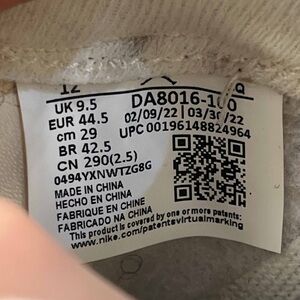 12
UK 9.5
EUR 44.5
cm 29
BR 42.5
CN 290(2.5)
0494YXNWTZG8G
DA8016-100
02/09/22 | 03/30/22
UPC 00196148824964
MADE IN CHINA
HECHO EN CHINA
FABRIQUE EN CHINE
FABRICADO NA CHINA
This product is covered by one or more patents:
www.nike.com/patentsvirtualmarking